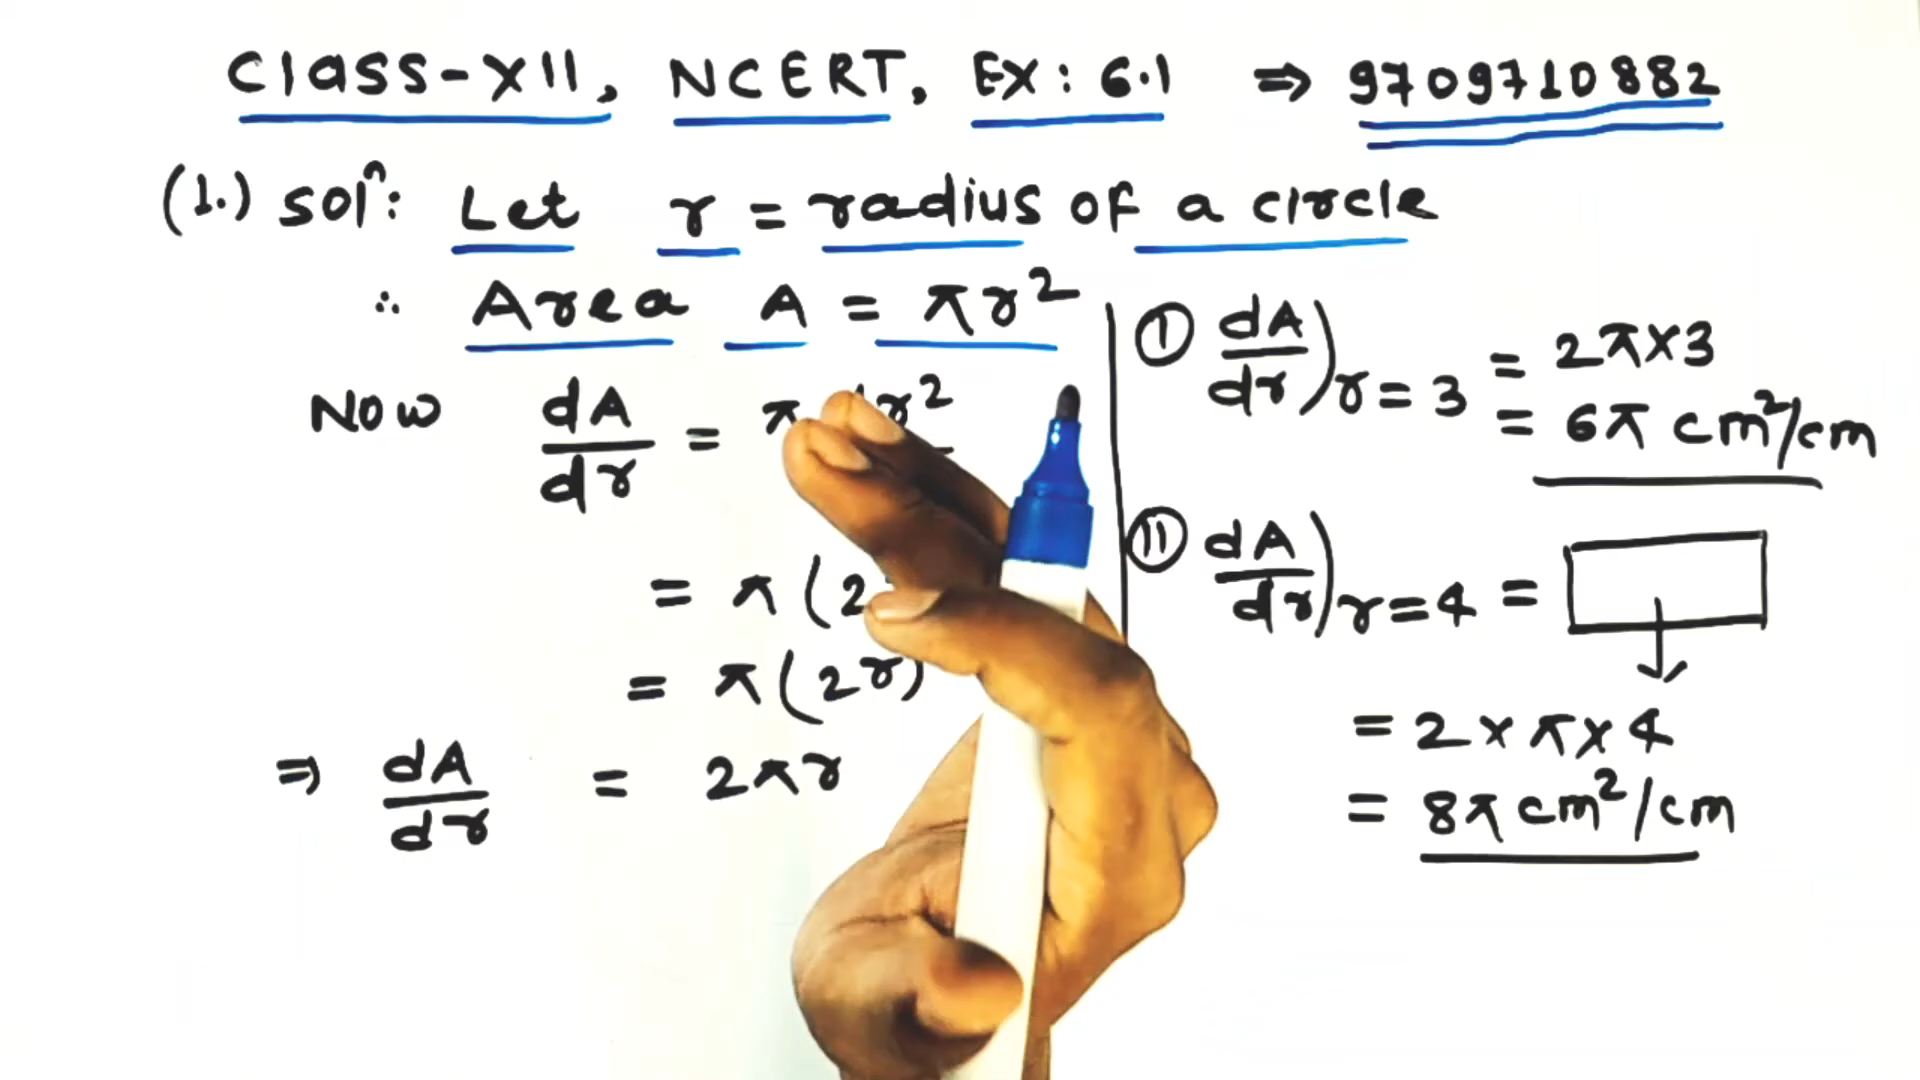 Class-XII, NCERT, EX: 6.1 ⇒ 9709710882
(1.) Solⁿ: Let r = radius of a circle
∴ Area A = πr²
Now dA/dr = π r²
= π (2
= π (2r)
⇒ dA/dr = 2πr
(I) dA/dr)r=3 = 2π×3
= 6π cm²/cm
(II) dA/dr)r=4 =
= 2×π×4
= 8π cm²/cm